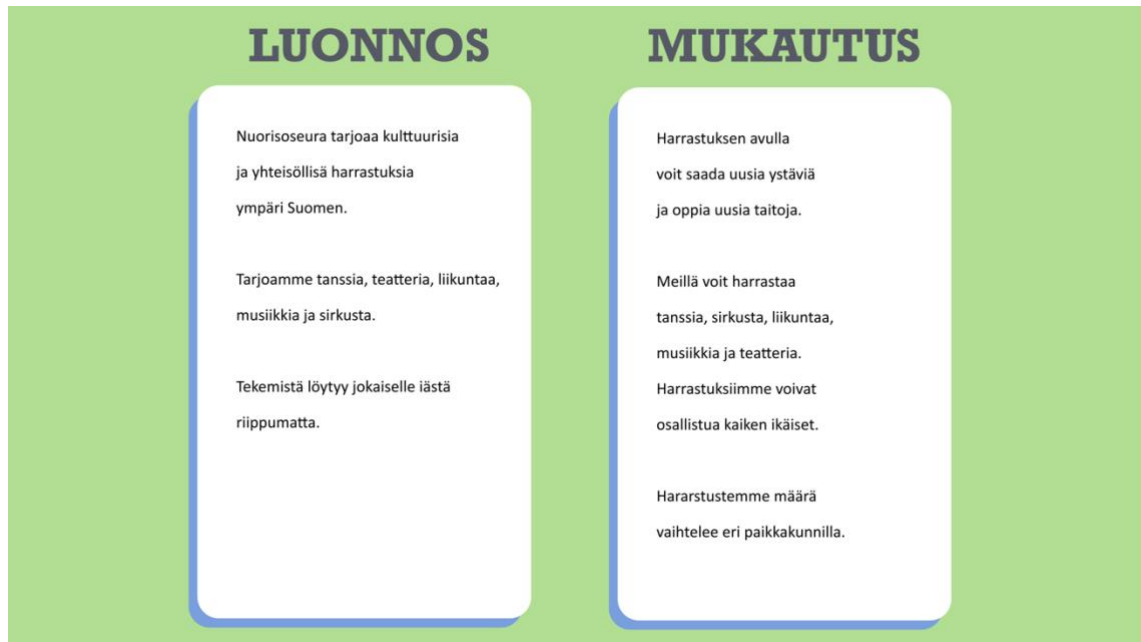 LUONNOS
Nuorisoseura tarjoaa kulttuurisia
ja yhteisöllisä harrastuksia
ympäri Suomen.
Tarjoamme tanssia, teatteria, liikuntaa,
musiikkia ja sirkusta.
Tekemistä löytyy jokaiselle iästä
riippumatta.
MUKAUTUS
Harrastuksen avulla
voit saada uusia ystäviä
ja oppia uusia taitoja.
Meillä voit harrastaa
tanssia, sirkusta, liikuntaa,
musiikkia ja teatteria.
Harrastuksiimme voivat
osallistua kaiken ikäiset.
Hararstustemme määrä
vaihtelee eri paikkakunnilla.